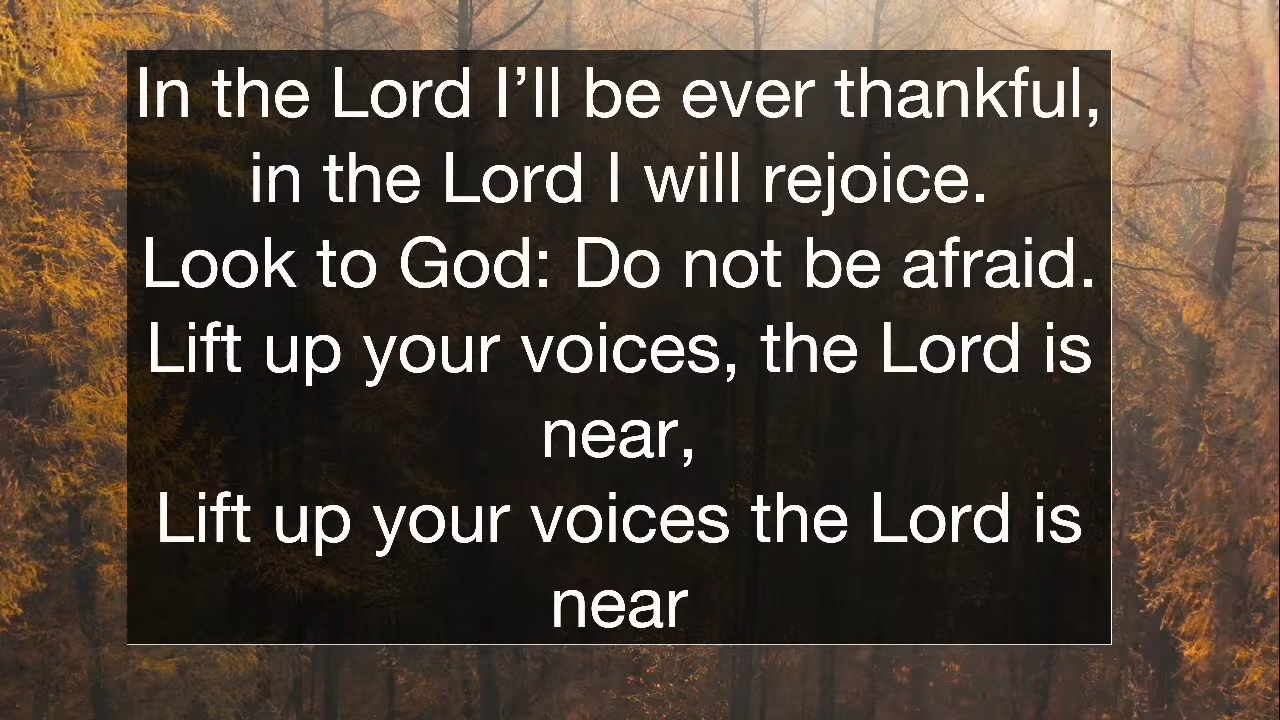 In the Lord I’ll be ever thankful,
in the Lord I will rejoice.
Look to God: Do not be afraid.
Lift up your voices, the Lord is
near,
Lift up your voices the Lord is
near